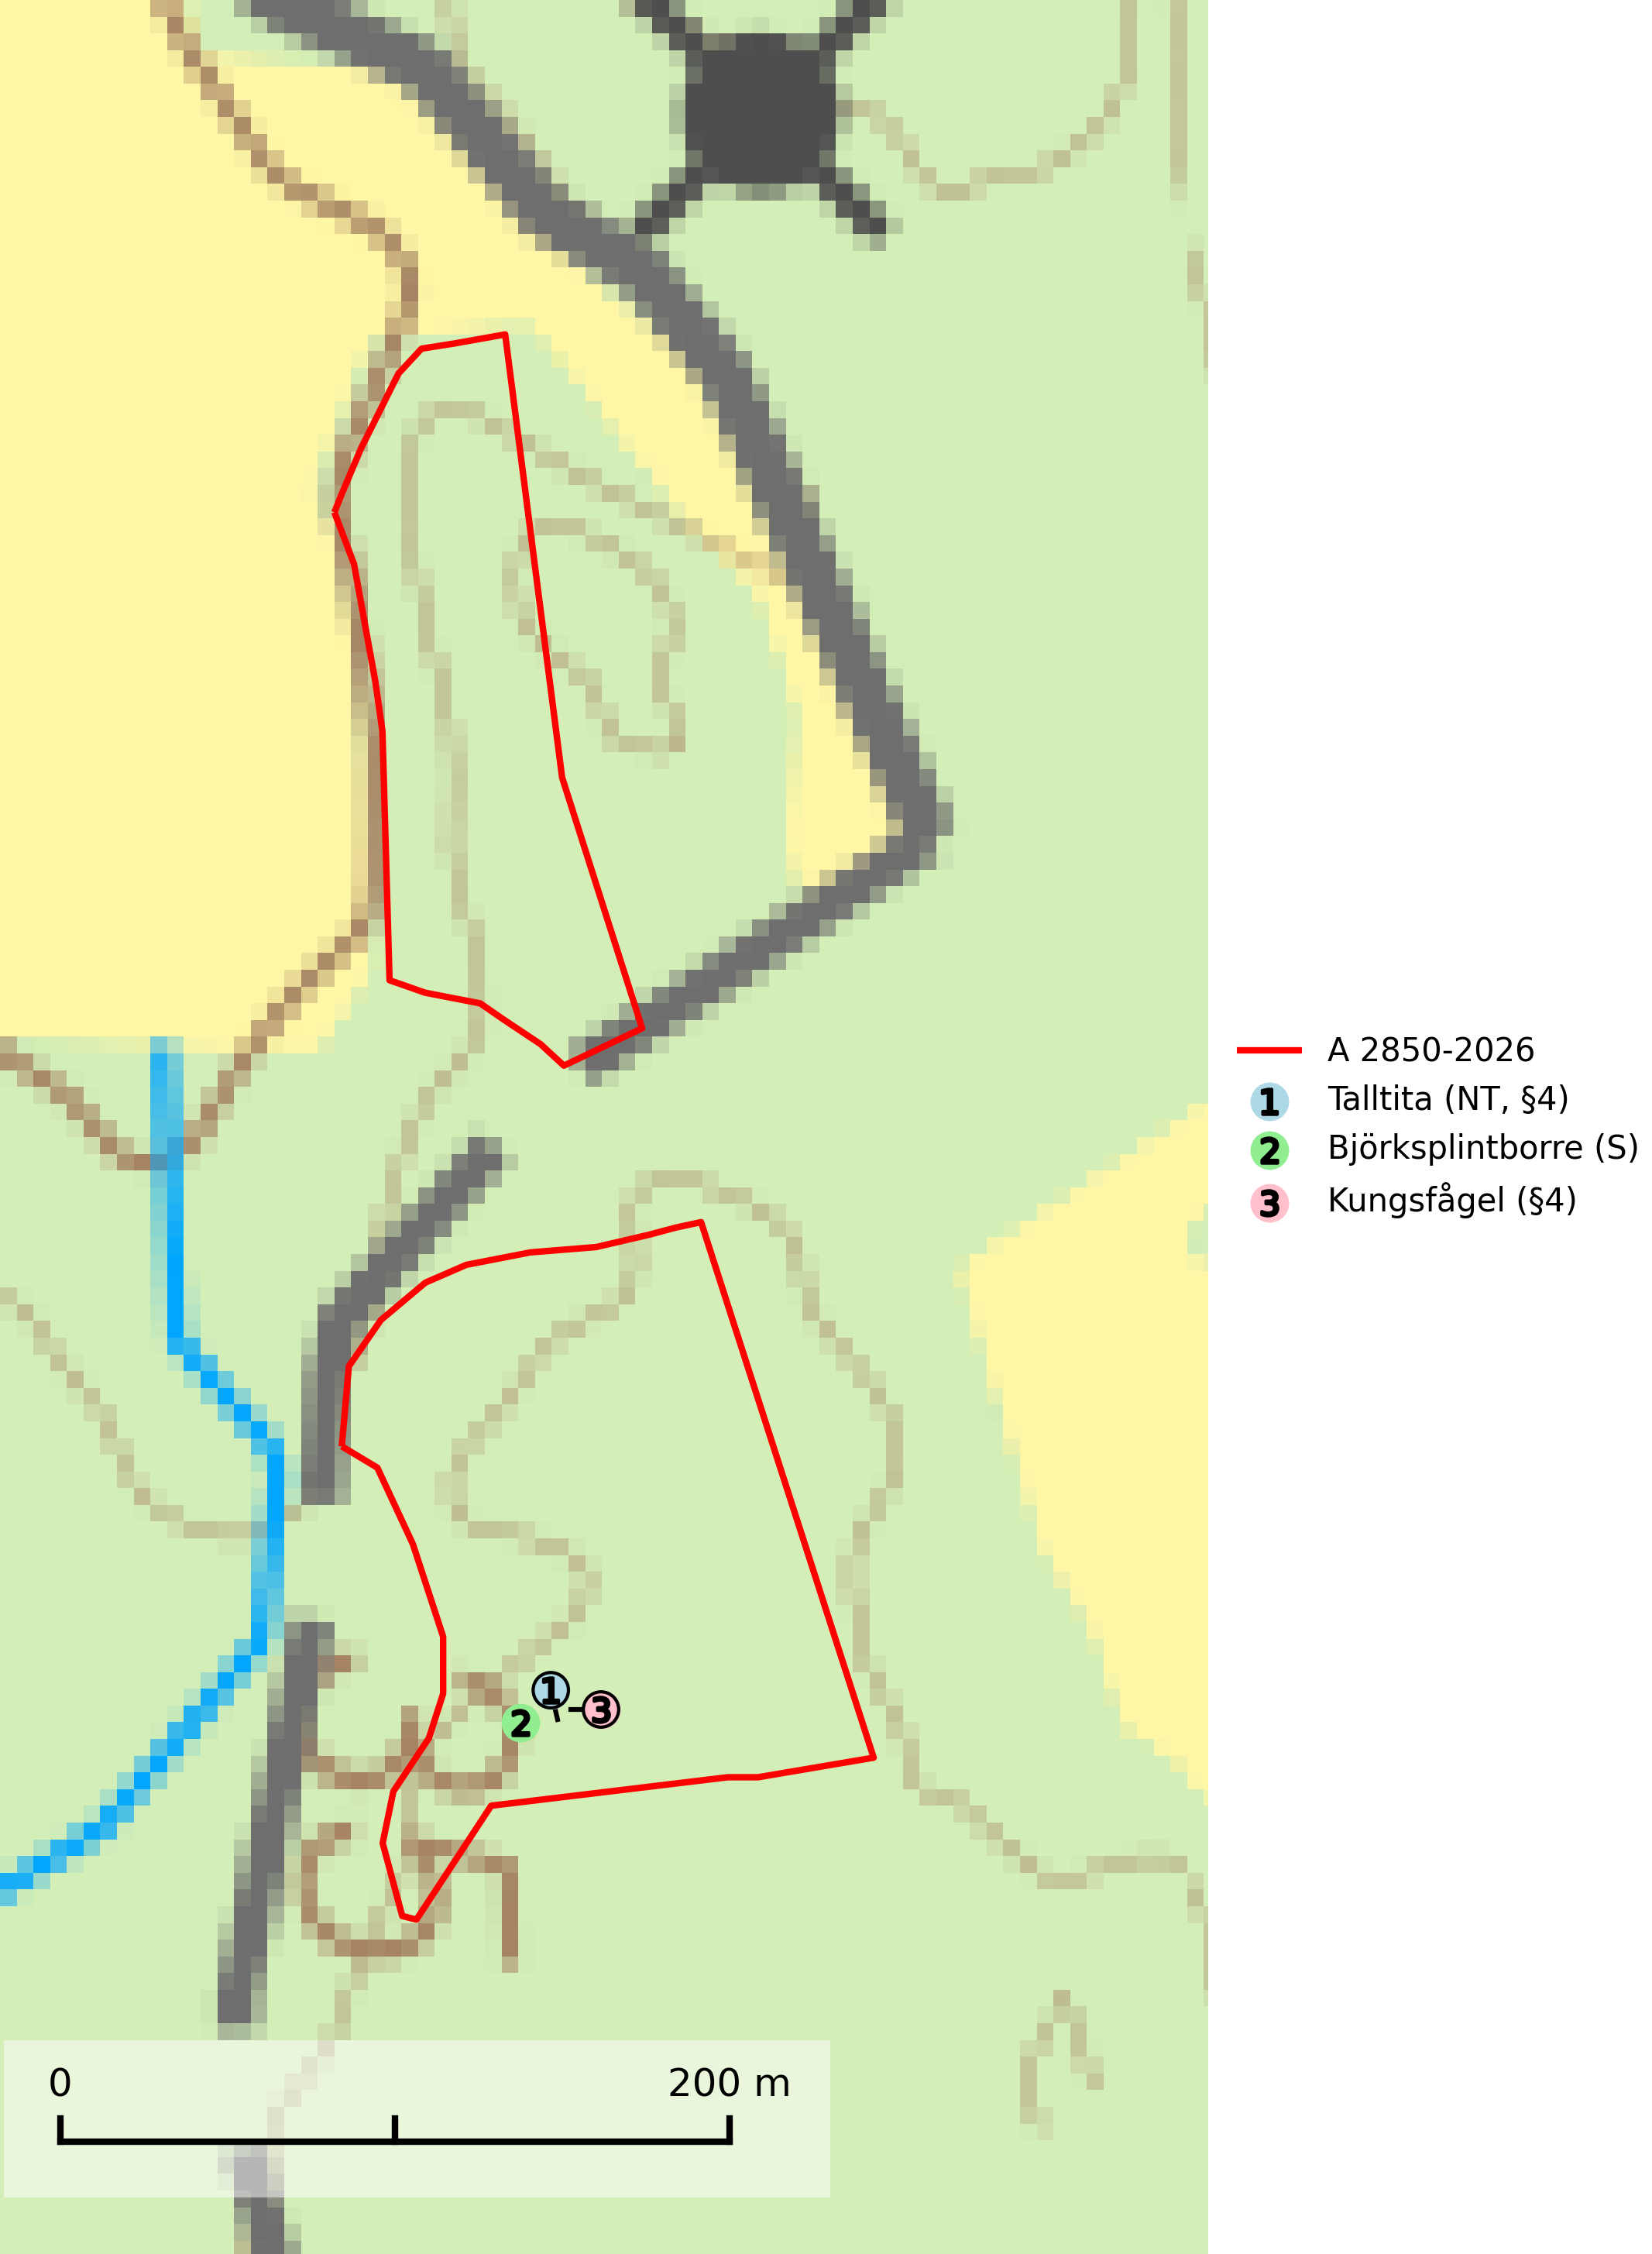 1
3
2
A 2850-2026
1 Talltita (NT, §4)
2 Björksplintborre (S)
3 Kungsfågel (§4)
0 200 m